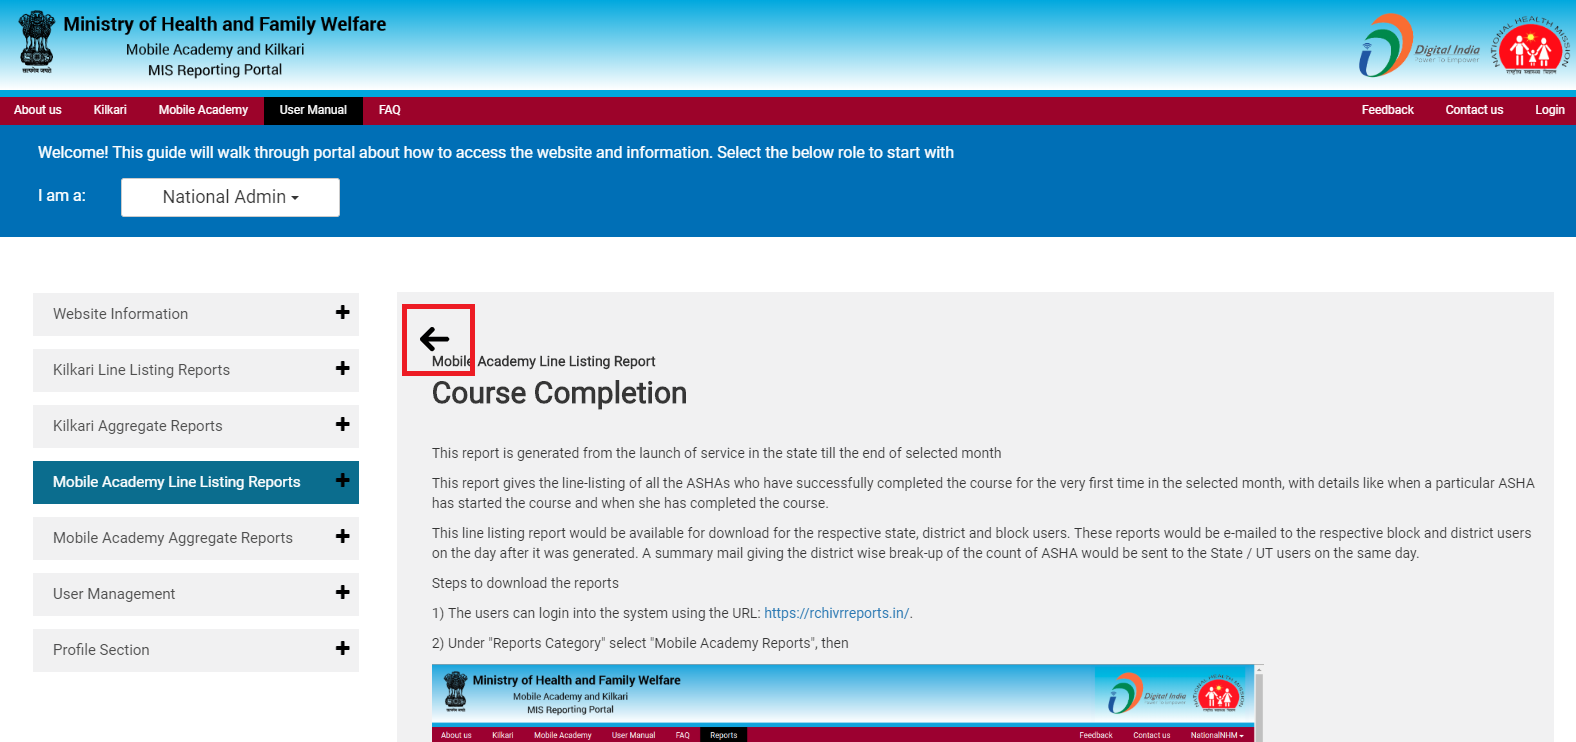 Ministry of Health and Family Welfare
Mobile Academy and Kilkari
MIS Reporting Portal
सत्यमेव जयते
Digital India
Power To Empower
NATIONAL HEALTH MISSION
राष्ट्रीय स्वास्थ्य मिशन
About us Kilkari Mobile Academy User Manual FAQ Feedback Contact us Login
Welcome! This guide will walk through portal about how to access the website and information. Select the below role to start with
I am a: National Admin
Website Information
Kilkari Line Listing Reports
Kilkari Aggregate Reports
Mobile Academy Line Listing Reports
Mobile Academy Aggregate Reports
User Management
Profile Section
Mobile Academy Line Listing Report
Course Completion
This report is generated from the launch of service in the state till the end of selected month
This report gives the line-listing of all the ASHAs who have successfully completed the course for the very first time in the selected month, with details like when a particular ASHA
has started the course and when she has completed the course.
This line listing report would be available for download for the respective state, district and block users. These reports would be e-mailed to the respective block and district users
on the day after it was generated. A summary mail giving the district wise break-up of the count of ASHA would be sent to the State / UT users on the same day.
Steps to download the reports
1) The users can login into the system using the URL: https://rchivrreports.in/.
2) Under "Reports Category" select "Mobile Academy Reports", then
Ministry of Health and Family Welfare
Mobile Academy and Kilkari
MIS Reporting Portal
Digital India
About us Kilkari Mobile Academy User Manual FAQ Reports Feedback Contact us NationalNHM